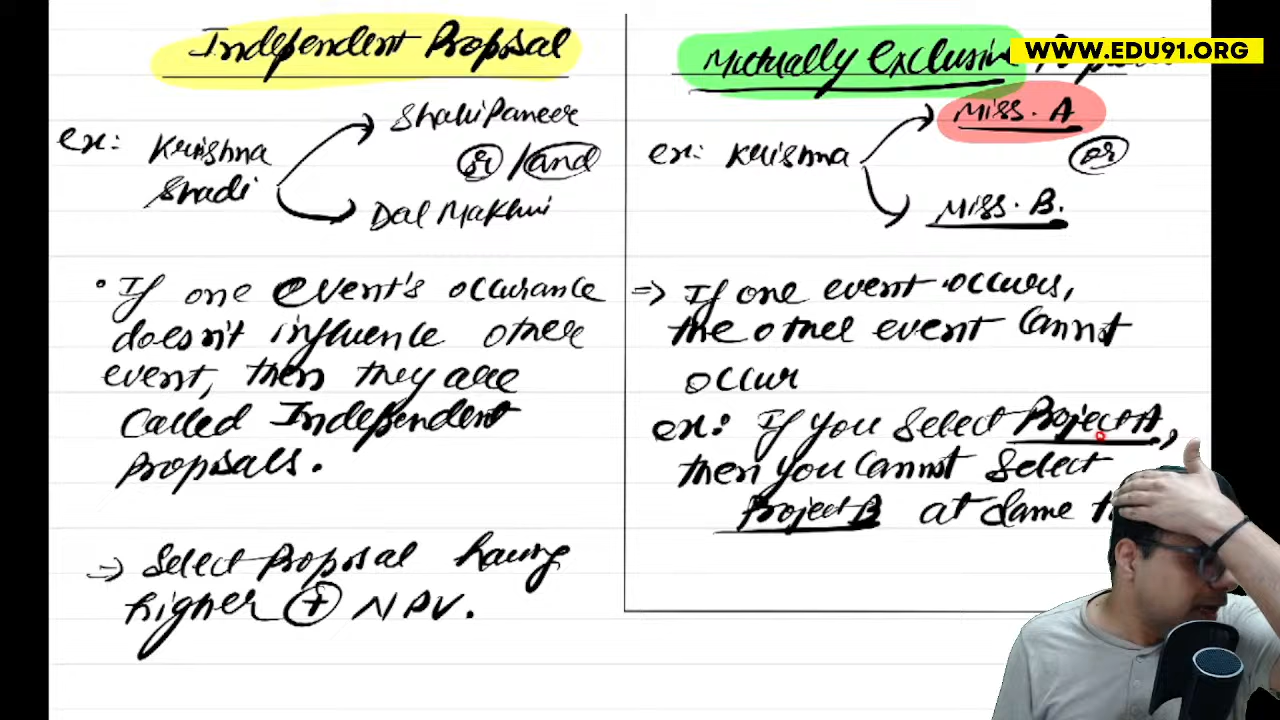 Independent Proposal
ex: Krishna Shadi
Shahi Paneer
or / and
Dal Makhni
• If one event's occurance
doesn't influence other
event, then they are
called Independent
proposals.
⇒ Select Proposal having
higher ⊕ NPV.
Mutually Exclusive
WWW.EDU91.ORG
ex: Krishna
Miss. A
or
Miss. B.
⇒ If one event occurs,
the other event cannot
occur
ex: If you select Project A,
then you cannot select
Project B at same